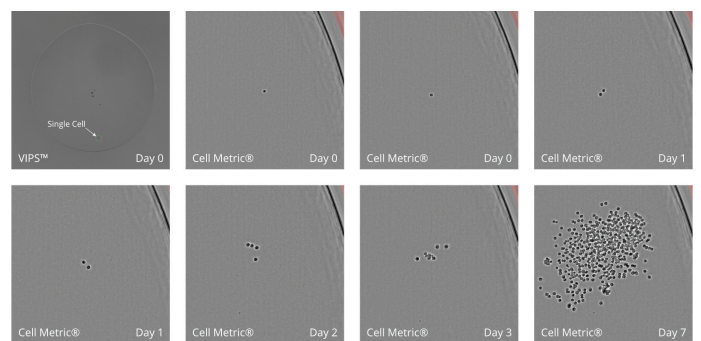 Single Cell
VIPS™ Day 0
Cell Metric® Day 0
Cell Metric® Day 0
Cell Metric® Day 1
Cell Metric® Day 1
Cell Metric® Day 2
Cell Metric® Day 3
Cell Metric® Day 7